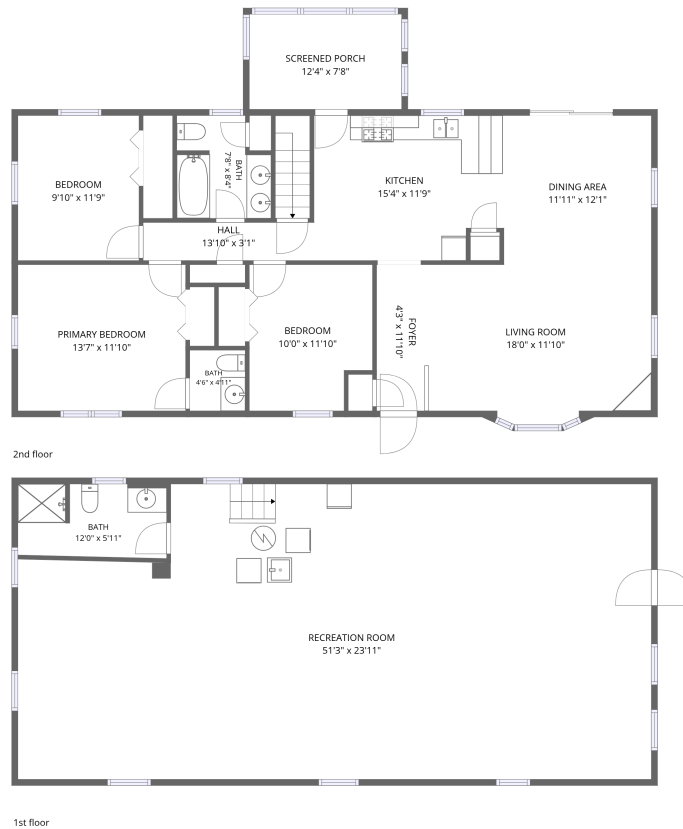 SCREENED PORCH
12'4" x 7'8"
BEDROOM
9'10" x 11'9"
BATH
7'8" x 8'4"
KITCHEN
15'4" x 11'9"
DINING AREA
11'11" x 12'1"
HALL
13'10" x 3'1"
PRIMARY BEDROOM
13'7" x 11'10"
BATH
4'6" x 4'11"
BEDROOM
10'0" x 11'10"
FOYER
4'3" x 11'10"
LIVING ROOM
18'0" x 11'10"
2nd floor
BATH
12'0" x 5'11"
RECREATION ROOM
51'3" x 23'11"
1st floor